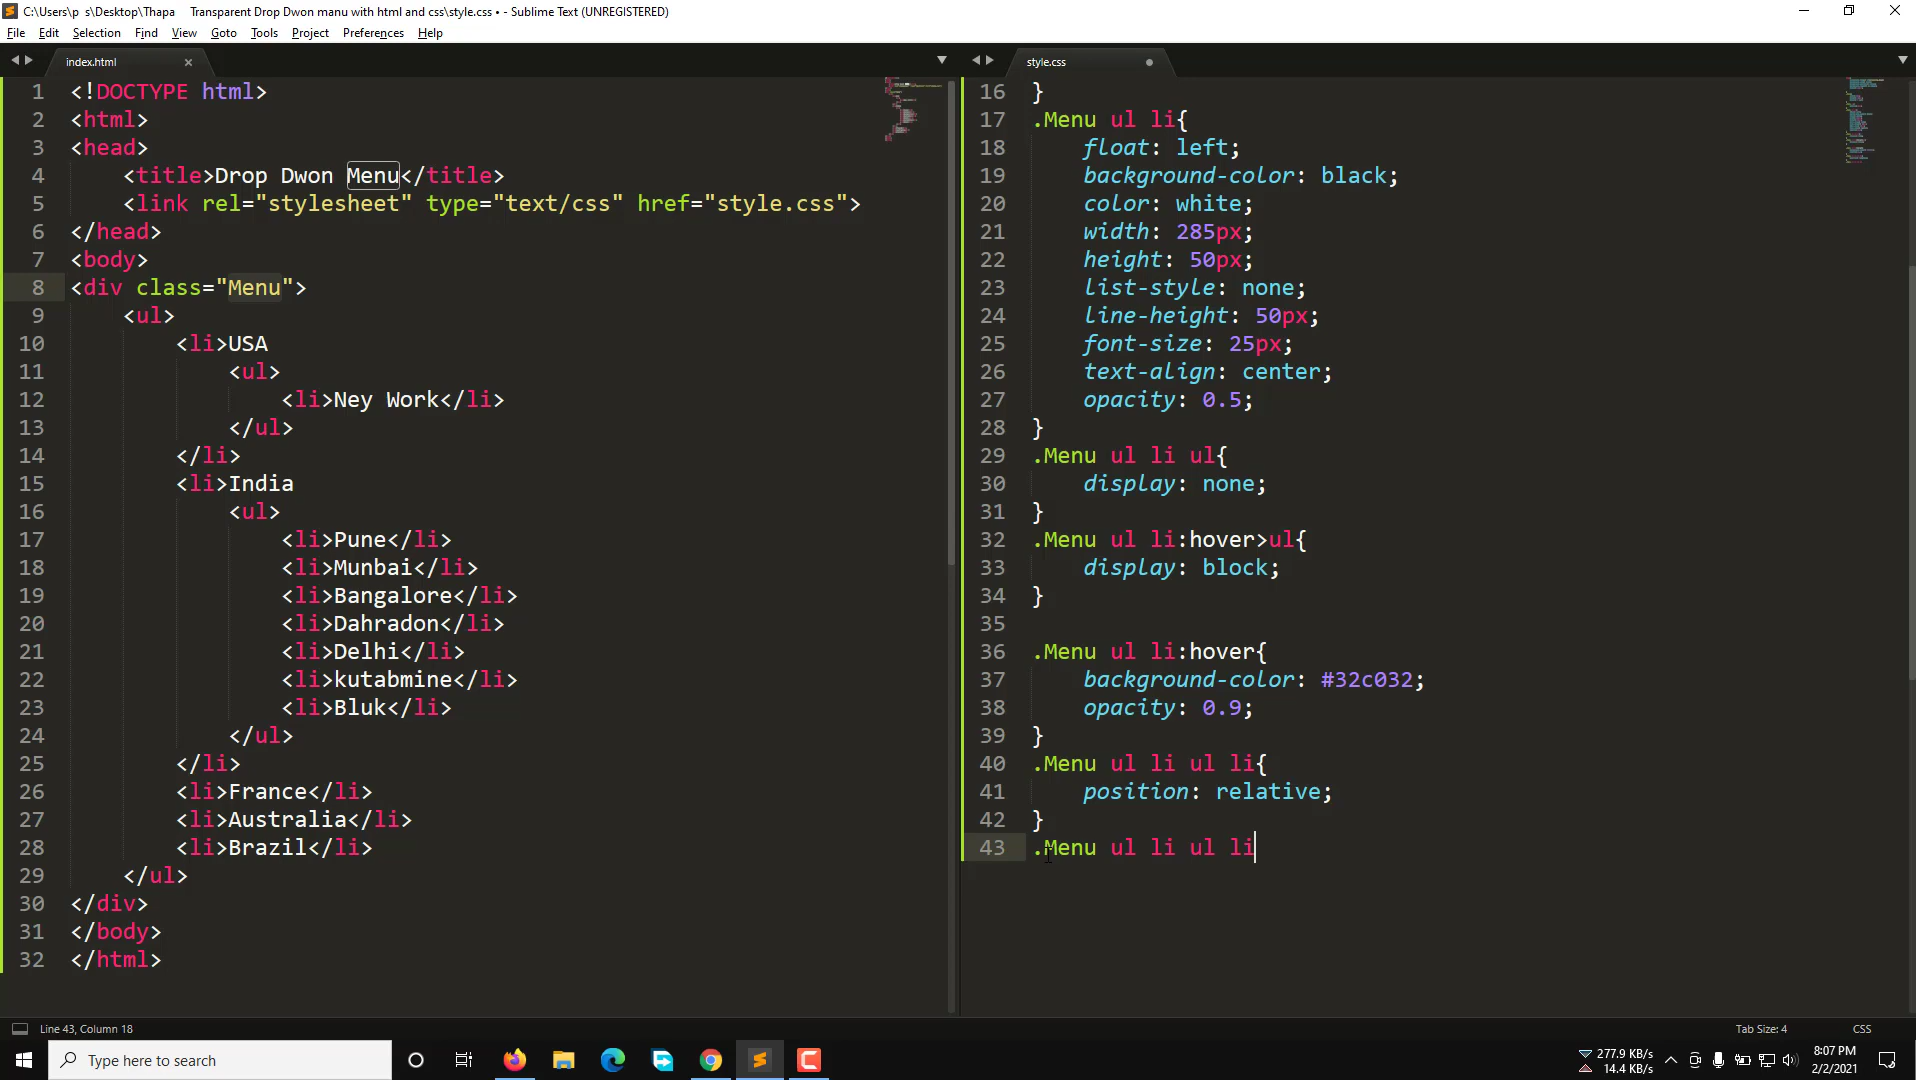 C:\Users\p s\Desktop\Thapa Transparent Drop Dwon manu with html and css\style.css • - Sublime Text (UNREGISTERED)
File Edit Selection Find View Goto Tools Project Preferences Help
index.html
1 <!DOCTYPE html>
2 <html>
3 <head>
4 <title>Drop Dwon Menu</title>
5 <link rel="stylesheet" type="text/css" href="style.css">
6 </head>
7 <body>
8 <div class="Menu">
9 <ul>
10 <li>USA
11 <ul>
12 <li>Ney Work</li>
13 </ul>
14 </li>
15 <li>India
16 <ul>
17 <li>Pune</li>
18 <li>Munbai</li>
19 <li>Bangalore</li>
20 <li>Dahradon</li>
21 <li>Delhi</li>
22 <li>kutabmine</li>
23 <li>Bluk</li>
24 </ul>
25 </li>
26 <li>France</li>
27 <li>Australia</li>
28 <li>Brazil</li>
29 </ul>
30 </div>
31 </body>
32 </html>
style.css
16 }
17 .Menu ul li{
18 float: left;
19 background-color: black;
20 color: white;
21 width: 285px;
22 height: 50px;
23 list-style: none;
24 line-height: 50px;
25 font-size: 25px;
26 text-align: center;
27 opacity: 0.5;
28 }
29 .Menu ul li ul{
30 display: none;
31 }
32 .Menu ul li:hover>ul{
33 display: block;
34 }
35
36 .Menu ul li:hover{
37 background-color: #32c032;
38 opacity: 0.9;
39 }
40 .Menu ul li ul li{
41 position: relative;
42 }
43 .Menu ul li ul li
Line 43, Column 18
Tab Size: 4 CSS
Type here to search
277.9 KB/s
14.4 KB/s
8:07 PM
2/2/2021